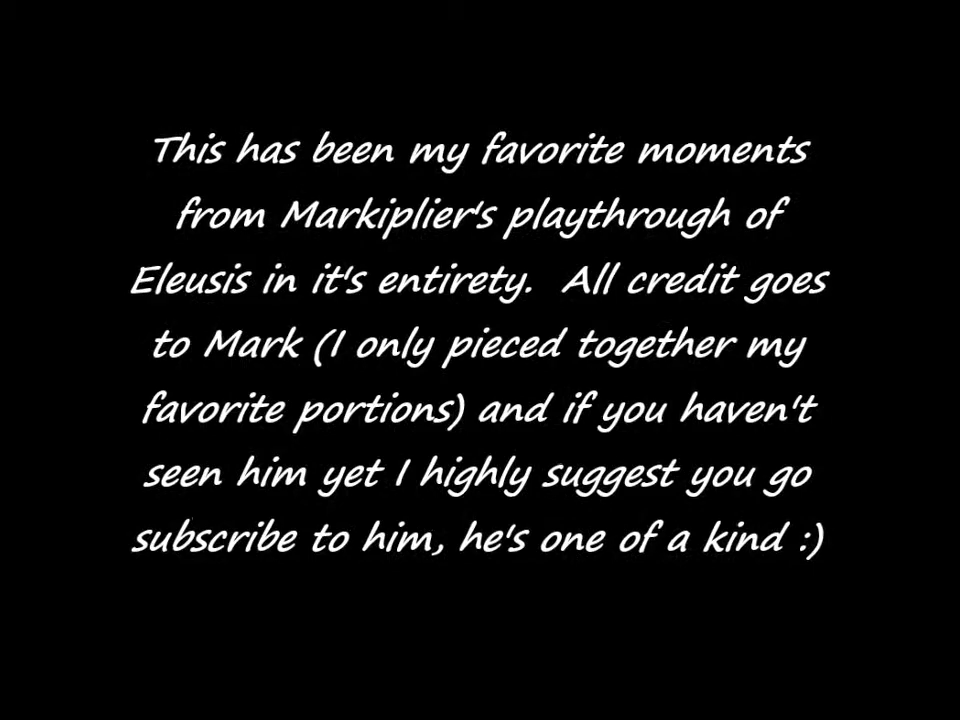 This has been my favorite moments
from Markiplier's playthrough of
Eleusis in it's entirety.  All credit goes
to Mark (I only pieced together my
favorite portions) and if you haven't
seen him yet I highly suggest you go
subscribe to him, he's one of a kind :)